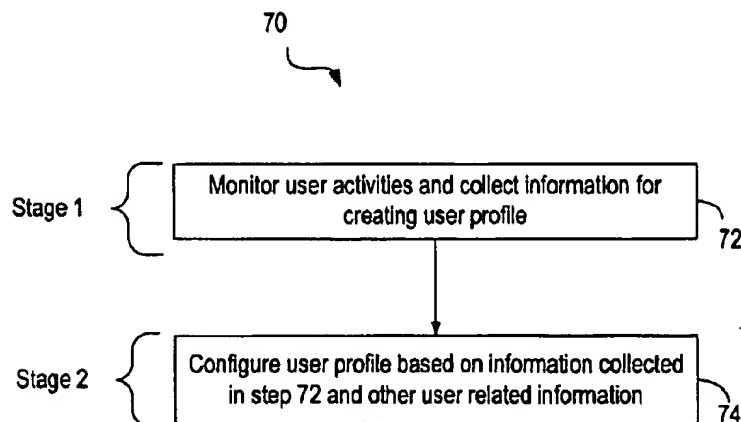 70
Stage 1
Monitor user activities and collect information for
creating user profile
72
Stage 2
Configure user profile based on information collected
in step 72 and other user related information
74